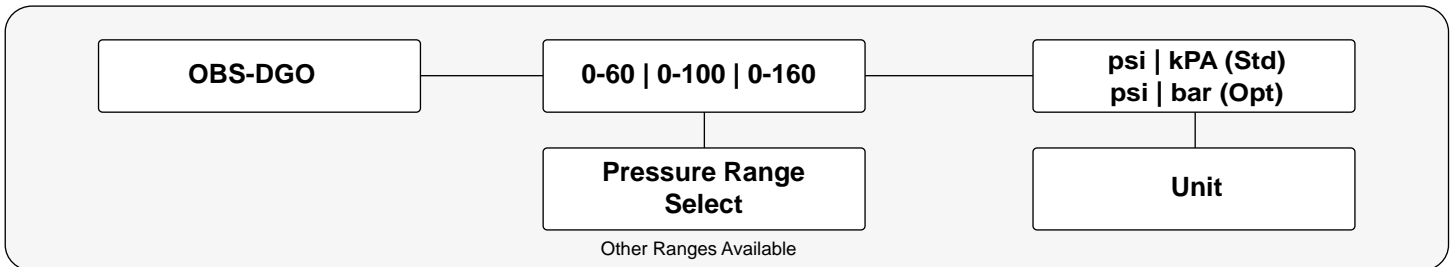 OBS-DGO
0-60 | 0-100 | 0-160
psi | kPA (Std)
psi | bar (Opt)
Pressure Range
Select
Unit
Other Ranges Available